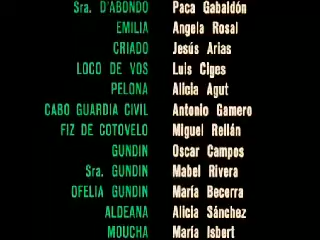 Sra. D'ABONDO Paca Gabaldón
EMILIA Angela Rosal
CRIADO Jesús Arias
LOCO DE VOS Luis Ciges
PELONA Alicia Agut
CABO GUARDIA CIVIL Antonio Gamero
FIZ DE COTOVELO Miguel Rellán
GUNDIN Oscar Campos
Sra. GUNDIN Mabel Rivera
OFELIA GUNDIN María Becerra
ALDEANA Alicia Sánchez
MOUCHA María Isbert